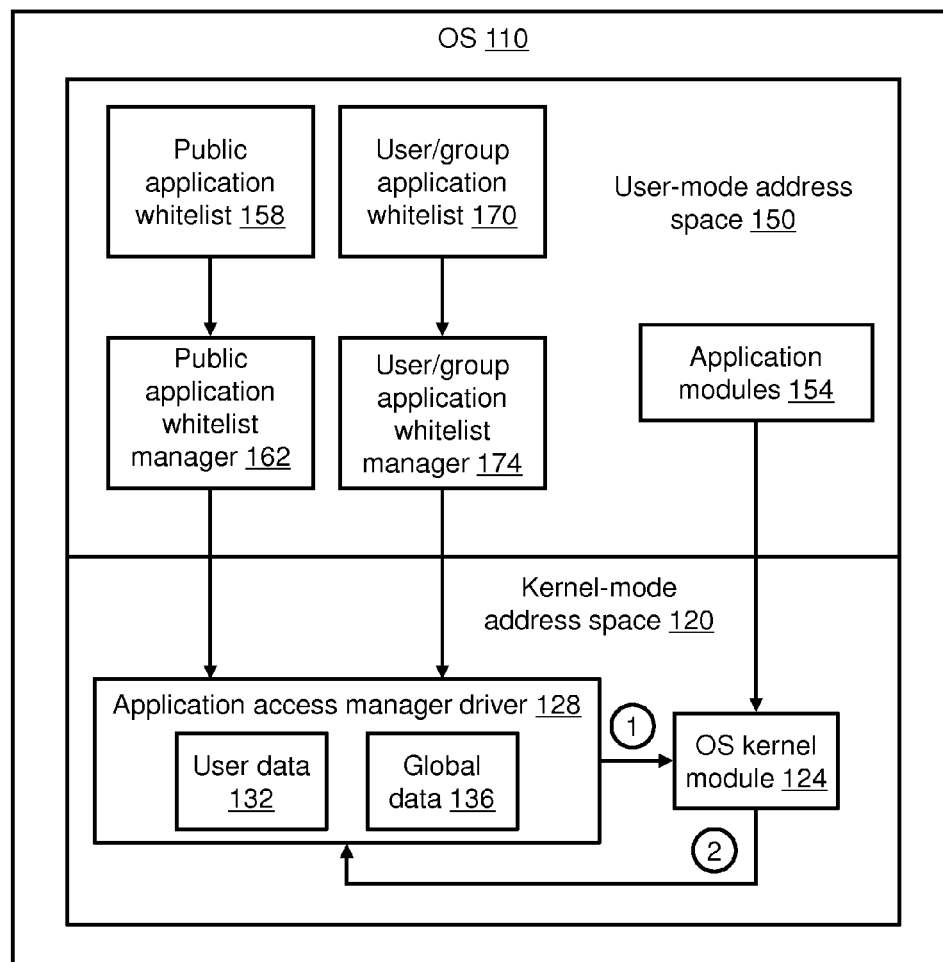 OS 110
Public
application
whitelist 158
User/group
application
whitelist 170
User-mode address
space 150
Public
application
whitelist
manager 162
User/group
application
whitelist
manager 174
Application
modules 154
Kernel-mode
address space 120
Application access manager driver 128
User data
132
Global
data 136
1
OS kernel
module 124
2